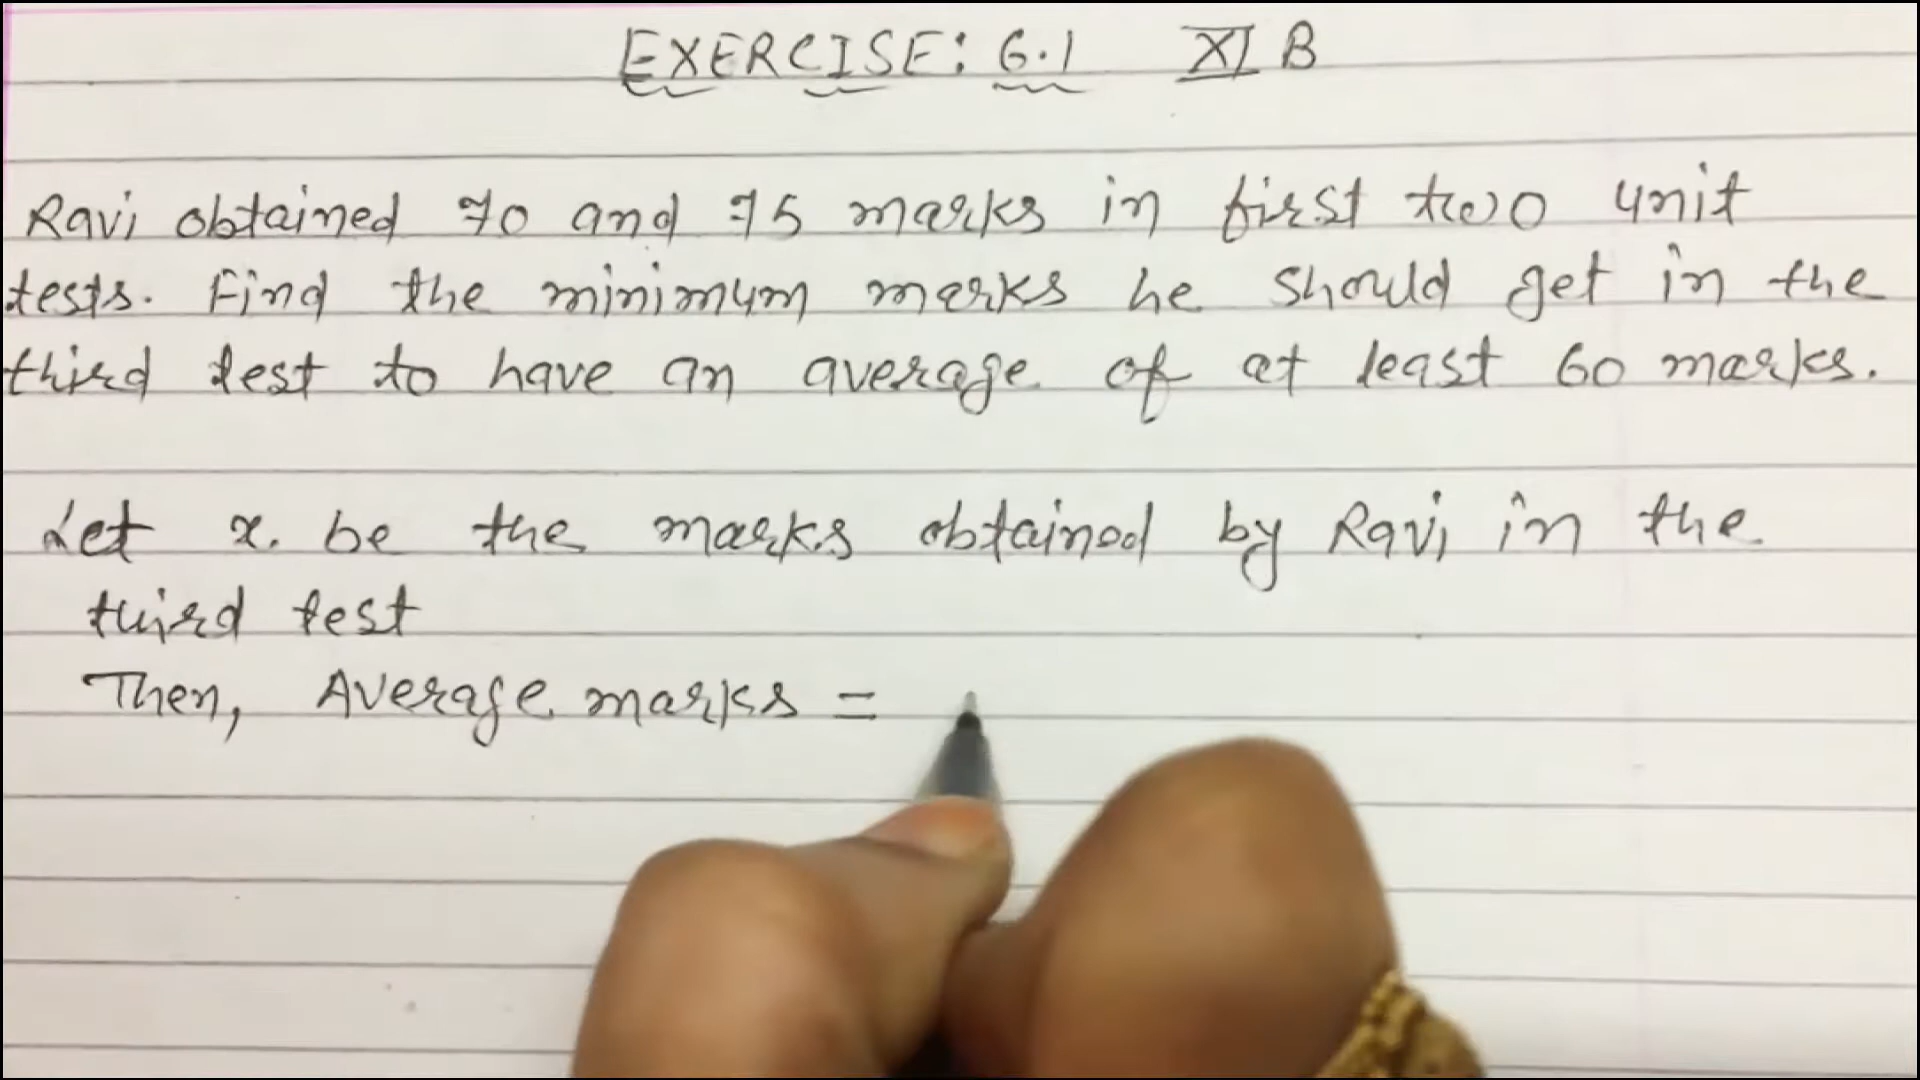 EXERCISE: 6.1 XI B
Ravi obtained 70 and 75 marks in first two unit
tests. Find the minimum marks he should get in the
third test to have an average of at least 60 marks.
Let x. be the marks obtained by Ravi in the
third test
Then, Average marks =